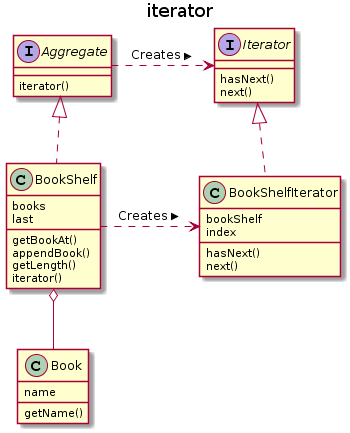 iterator
I Aggregate
iterator()
Creates ▶
I Iterator
hasNext()
next()
C BookShelf
books
last
getBookAt()
appendBook()
getLength()
iterator()
Creates ▶
C BookShelfIterator
bookShelf
index
hasNext()
next()
C Book
name
getName()